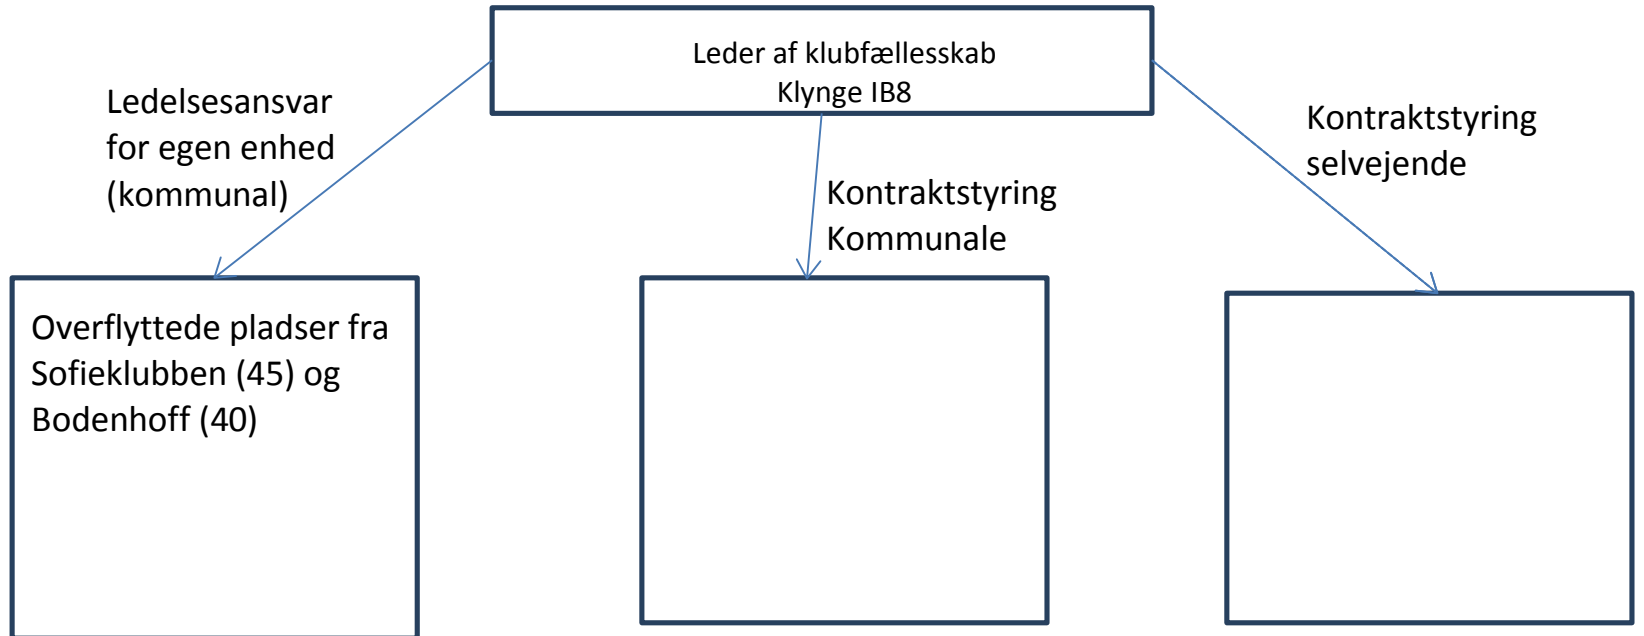 Leder af klubfællesskab
Klynge IB8
Ledelsesansvar
for egen enhed
(kommunal)
Kontraktstyring
Kommunale
Kontraktstyring
selvejende
Overflyttede pladser fra
Sofieklubben (45) og
Bodenhoff (40)